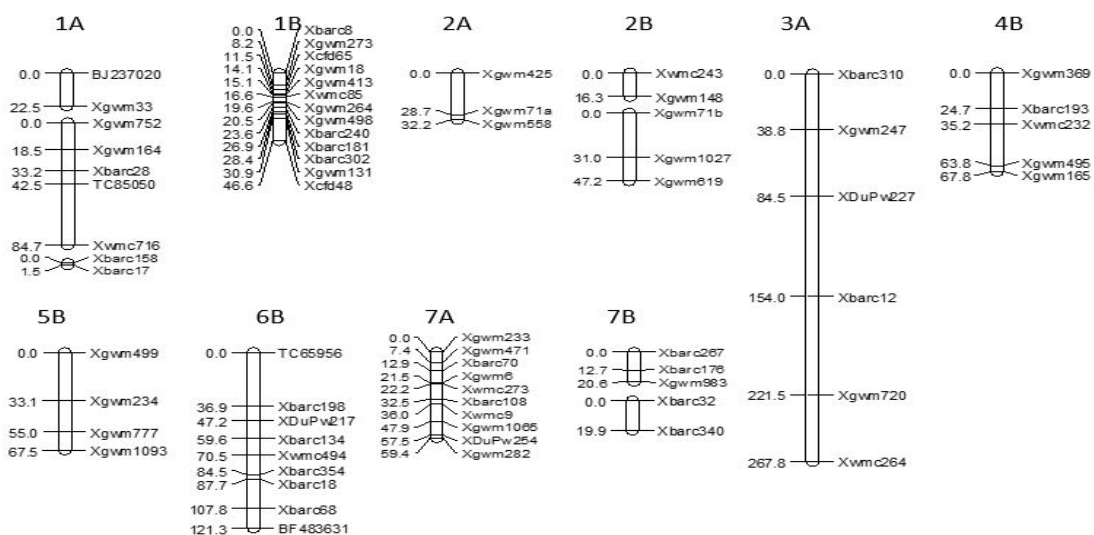 1A
0.0 BJ237020
22.5 Xgwm33
0.0 Xgwm752
18.5 Xgwm164
33.2 Xbarc28
42.5 TC85050
84.7 Xwmc716
0.0 Xbarc158
1.5 Xbarc17
1B
0.0 Xbarc8
8.2 Xgwm273
11.5 Xcfd65
14.1 Xgwm18
15.1 Xgwm413
16.6 Xwmc85
19.6 Xgwm264
20.5 Xgwm498
23.6 Xbarc240
26.9 Xbarc181
28.4 Xbarc302
30.9 Xgwm131
46.6 Xcfd48
2A
0.0 Xgwm425
28.7 Xgwm71a
32.2 Xgwm558
2B
0.0 Xwmc243
16.3 Xgwm148
0.0 Xgwm71b
31.0 Xgwm1027
47.2 Xgwm619
3A
0.0 Xbarc310
38.8 Xgwm247
84.5 XDuPw227
154.0 Xbarc12
221.5 Xgwm720
267.8 Xwmc264
4B
0.0 Xgwm369
24.7 Xbarc193
35.2 Xwmc232
63.8 Xgwm495
67.8 Xgwm165
5B
0.0 Xgwm499
33.1 Xgwm234
55.0 Xgwm777
67.5 Xgwm1093
6B
0.0 TC65956
36.9 Xbarc198
47.2 XDuPw217
59.6 Xbarc134
70.5 Xwmc494
84.5 Xbarc354
87.7 Xbarc18
107.8 Xbarc68
121.3 BF483631
7A
0.0 Xgwm233
7.4 Xgwm471
12.9 Xbarc70
21.5 Xgwm6
22.2 Xwmc273
32.5 Xbarc108
36.0 Xwmc9
47.9 Xgwm1065
57.5 XDuPw254
59.4 Xgwm282
7B
0.0 Xbarc267
12.7 Xbarc176
20.6 Xgwm983
0.0 Xbarc32
19.9 Xbarc340